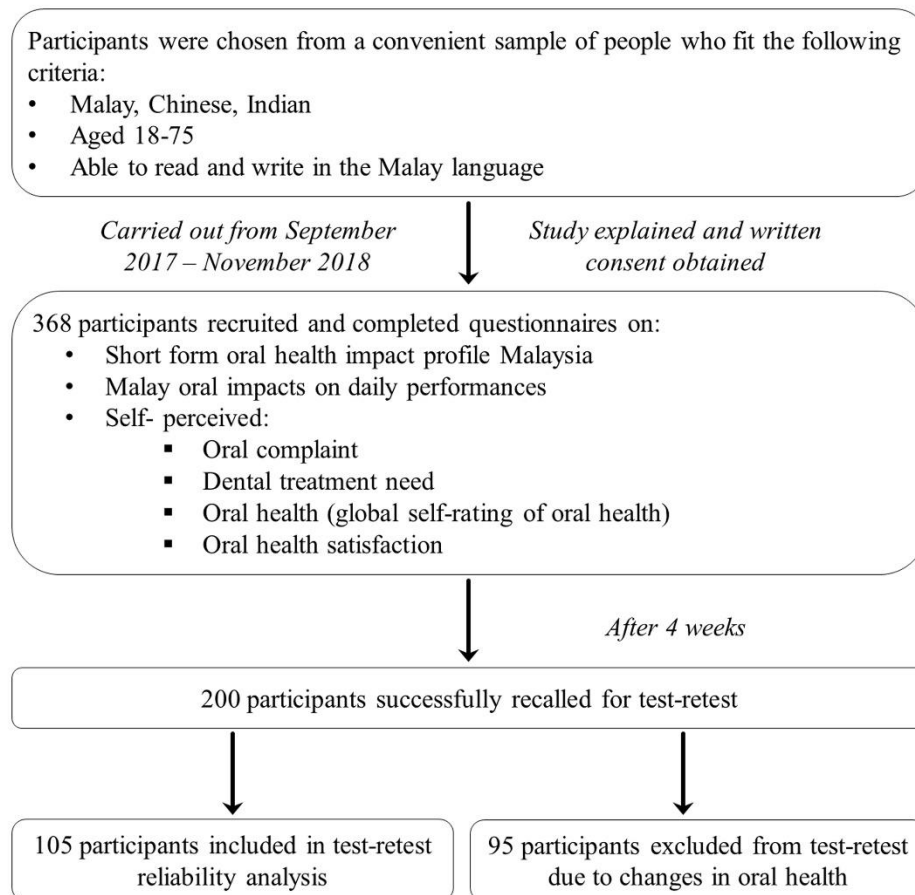 Participants were chosen from a convenient sample of people who fit the following
criteria:
• Malay, Chinese, Indian
• Aged 18-75
• Able to read and write in the Malay language
Carried out from September
2017 – November 2018
Study explained and written
consent obtained
368 participants recruited and completed questionnaires on:
• Short form oral health impact profile Malaysia
• Malay oral impacts on daily performances
• Self- perceived:
▪ Oral complaint
▪ Dental treatment need
▪ Oral health (global self-rating of oral health)
▪ Oral health satisfaction
After 4 weeks
200 participants successfully recalled for test-retest
105 participants included in test-retest
reliability analysis
95 participants excluded from test-retest
due to changes in oral health